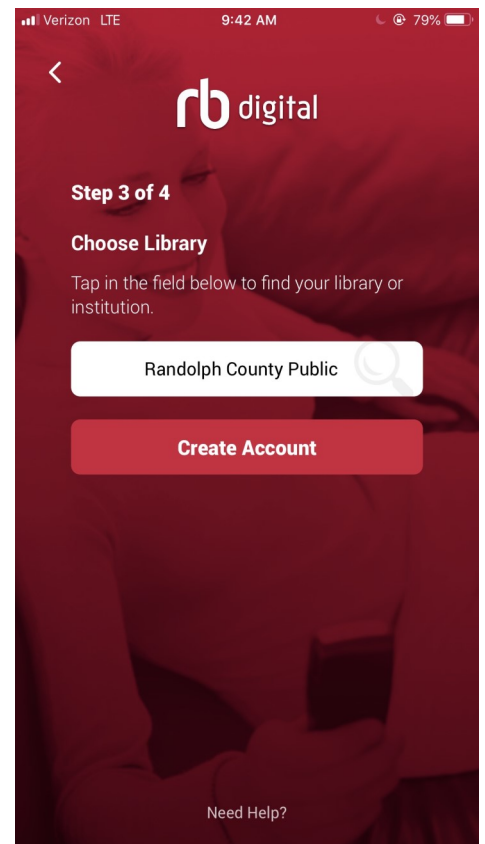 Verizon LTE 9:42 AM 79%
rb digital
Step 3 of 4
Choose Library
Tap in the field below to find your library or
institution.
Randolph County Public
Create Account
Need Help?